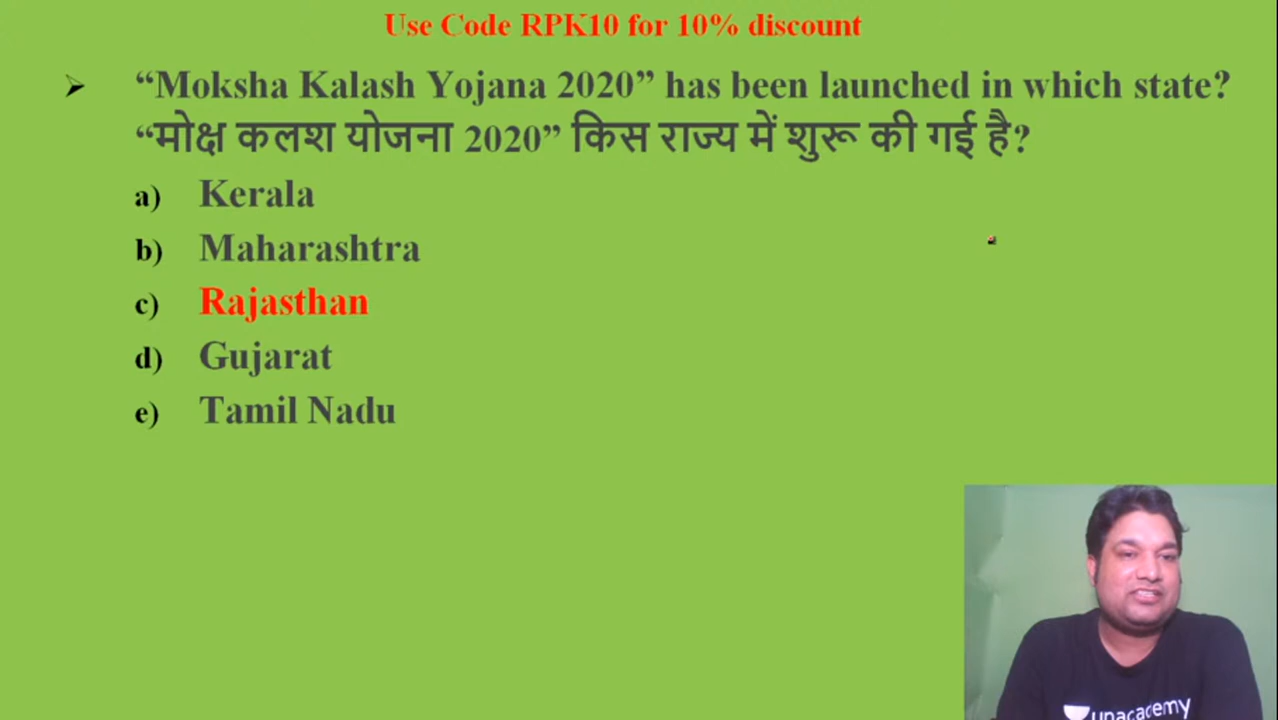 Use Code RPK10 for 10% discount
➢ “Moksha Kalash Yojana 2020” has been launched in which state?
“मोक्ष कलश योजना 2020” किस राज्य में शुरू की गई है?
a) Kerala
b) Maharashtra
c) Rajasthan
d) Gujarat
e) Tamil Nadu
unacademy